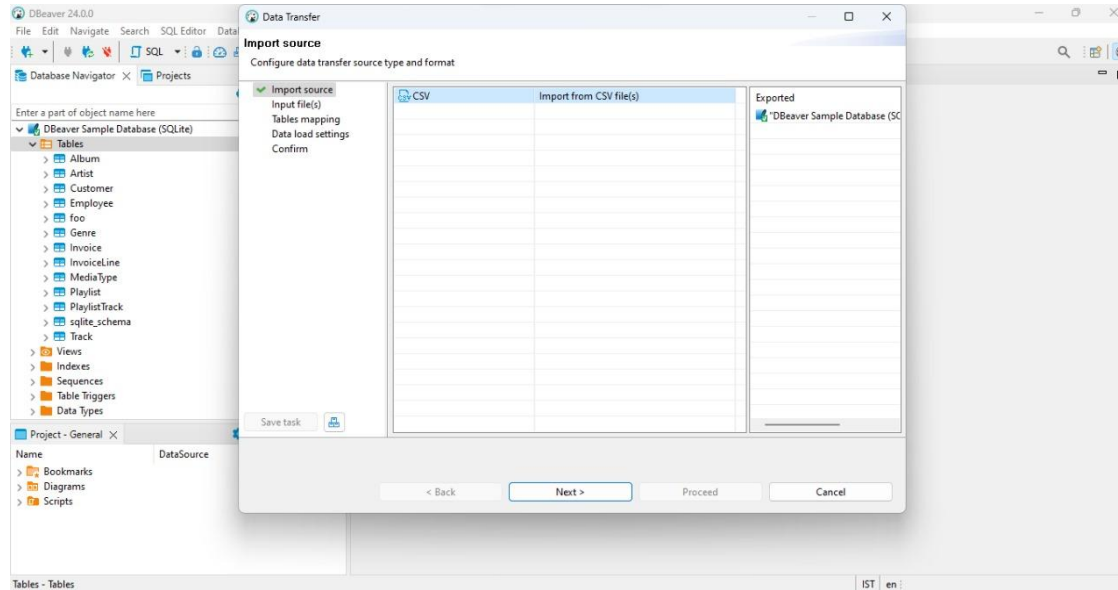 DBeaver 24.0.0
File Edit Navigate Search SQL Editor Data
SQL
Database Navigator
Projects
Enter a part of object name here
DBeaver Sample Database (SQLite)
Tables
Album
Artist
Customer
Employee
foo
Genre
Invoice
InvoiceLine
MediaType
Playlist
PlaylistTrack
sqlite_schema
Track
Views
Indexes
Sequences
Table Triggers
Data Types
Project - General
Name DataSource
Bookmarks
Diagrams
Scripts
Data Transfer
Import source
Configure data transfer source type and format
Import source
Input file(s)
Tables mapping
Data load settings
Confirm
CSV Import from CSV file(s)
Exported
"DBeaver Sample Database (SC
Save task
< Back Next > Proceed Cancel
Tables - Tables
IST en